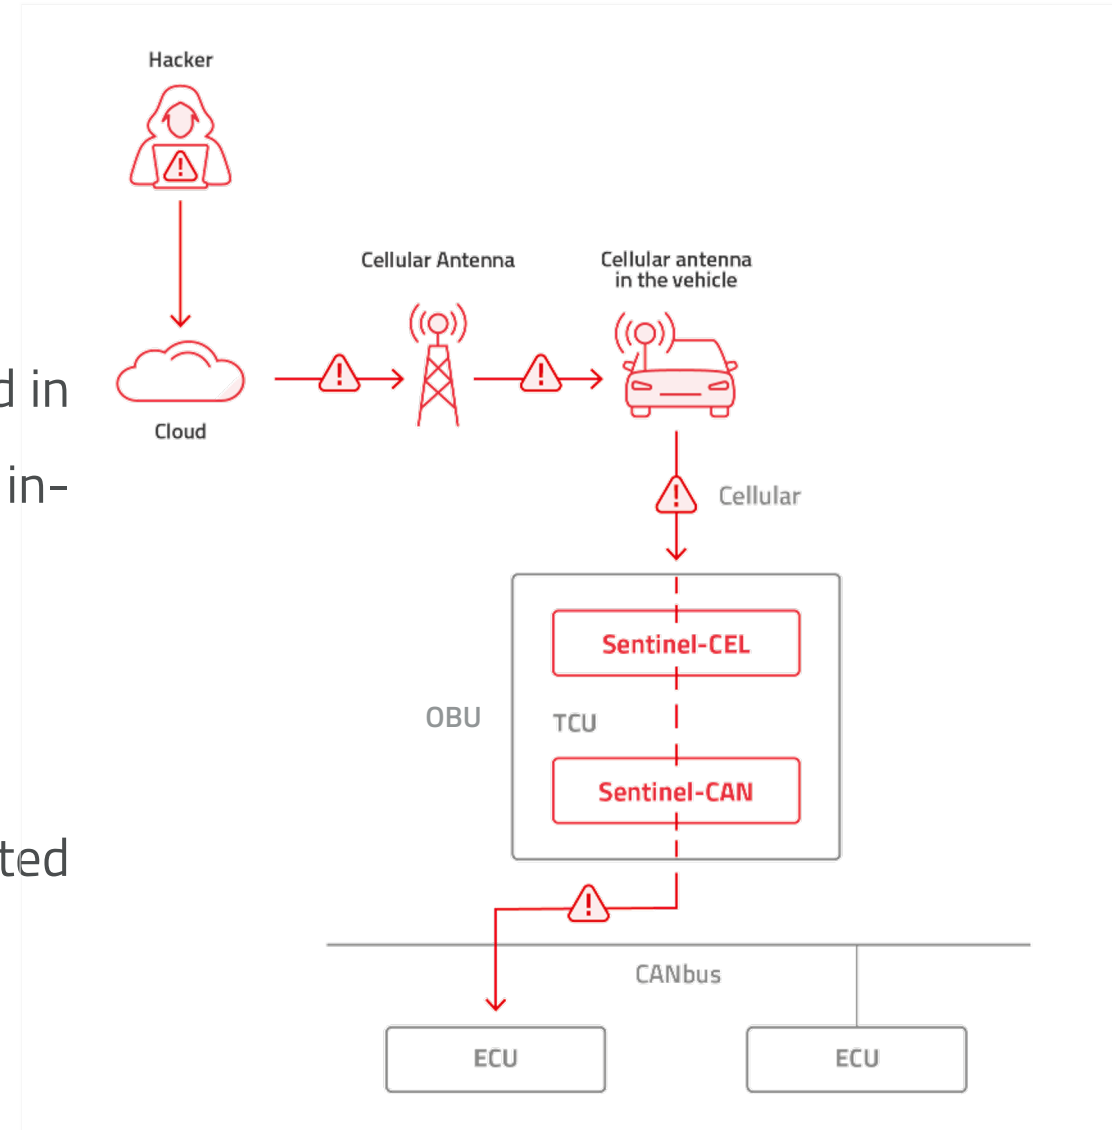 Hacker
Cellular Antenna
Cellular antenna
in the vehicle
d in
Cloud
in-
Cellular
Sentinel-CEL
OBU
TCU
Sentinel-CAN
ted
CANbus
ECU
ECU